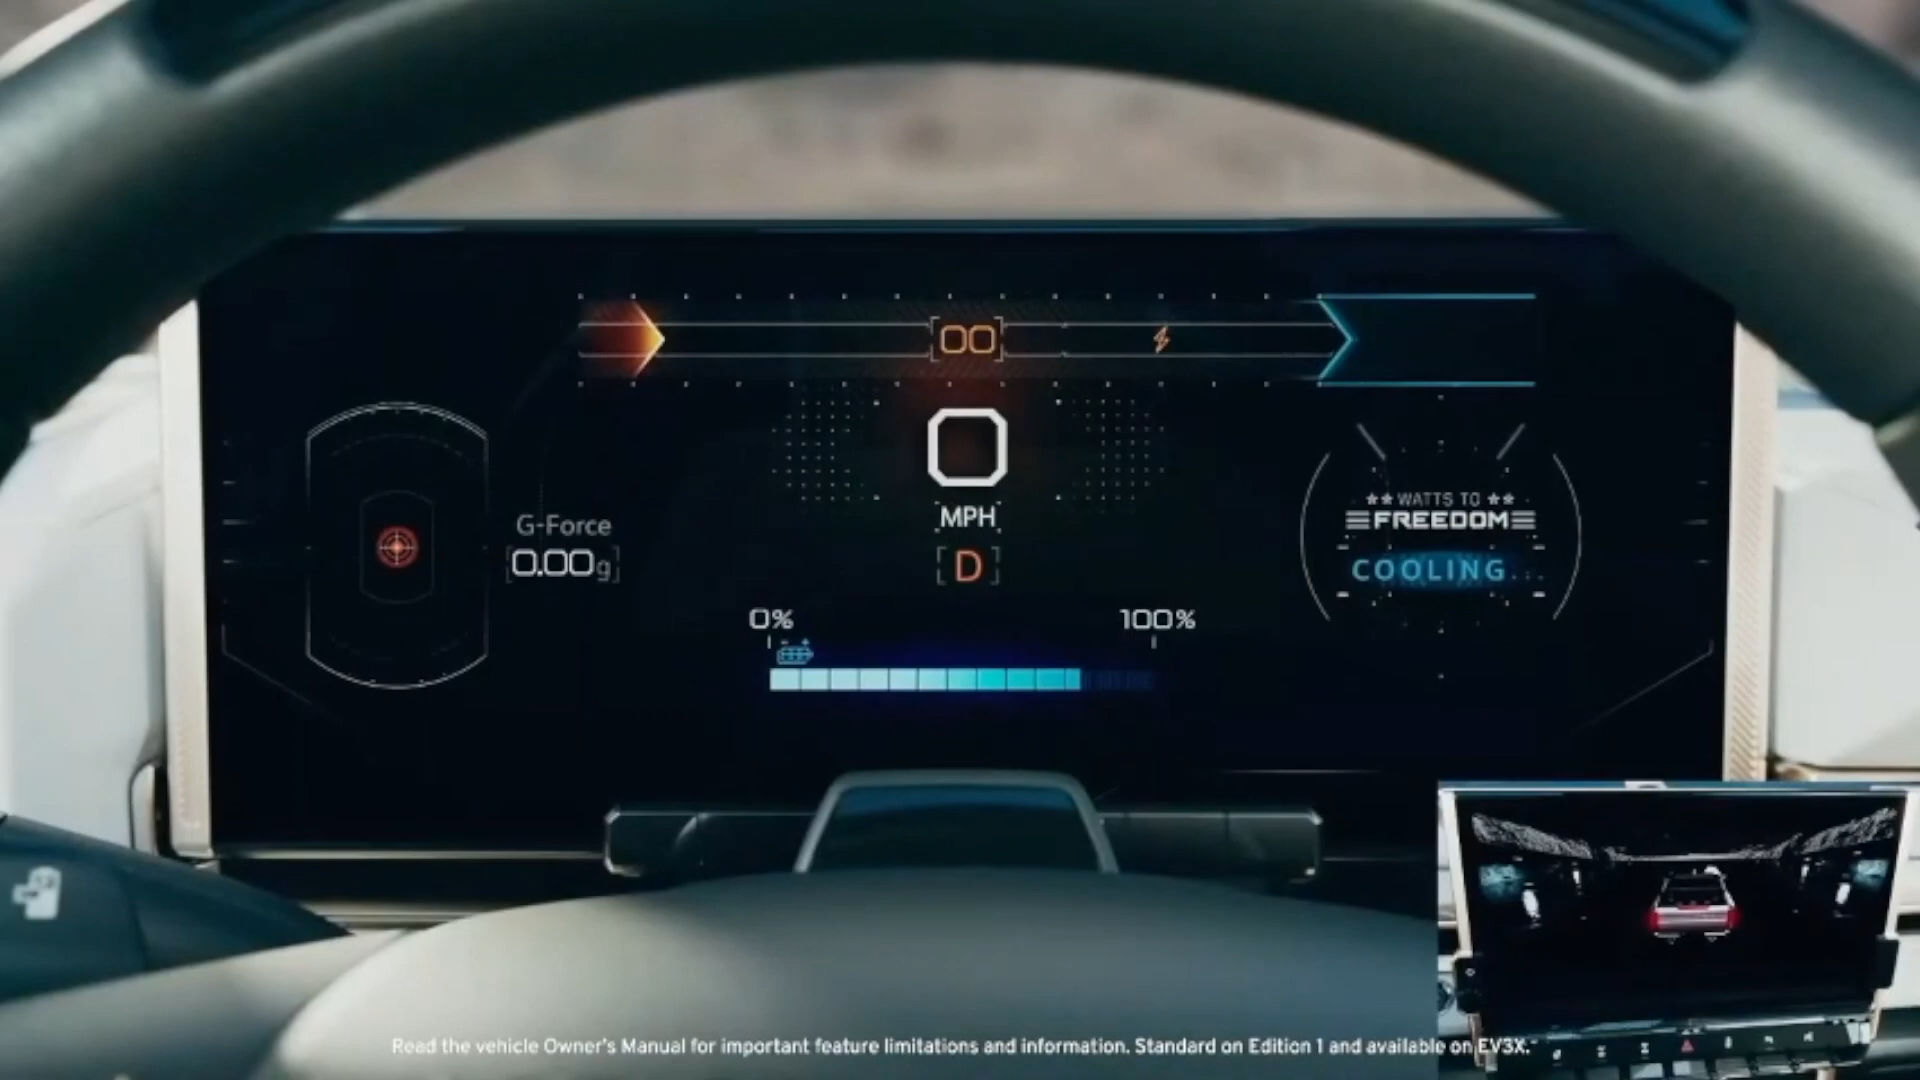 00
0
MPH
D
G-Force
0.00g
WATTS TO
FREEDOM
COOLING
0%
100%
Read the vehicle Owner's Manual for important feature limitations and information. Standard on Edition 1 and available on EV3X.